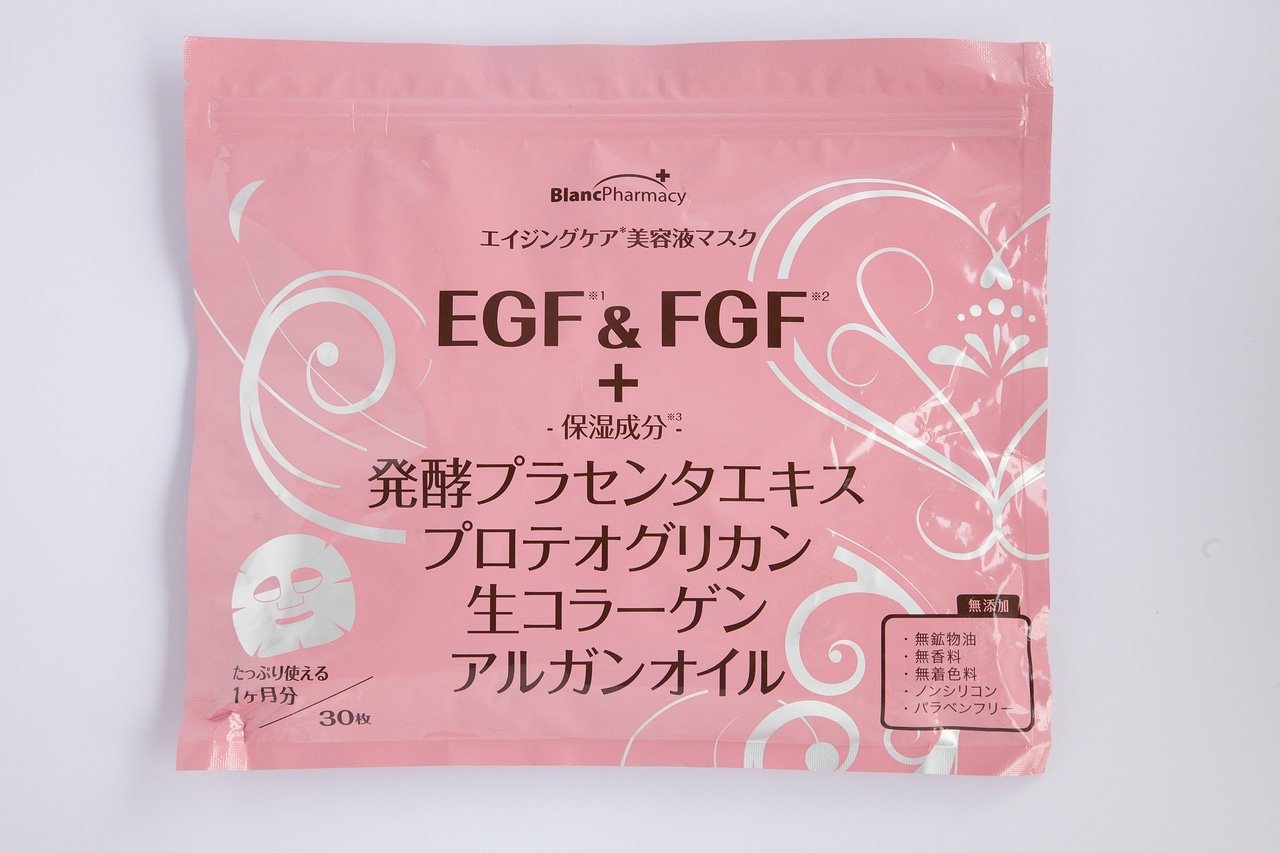 BlancPharmacy
エイジングケア*美容液マスク
EGF※1 & FGF※2
+
- 保湿成分※3 -
発酵プラセンタエキス
プロテオグリカン
生コラーゲン
アルガンオイル
たっぷり使える
1ヶ月分
30枚
無添加
・無鉱物油
・無香料
・無着色料
・ノンシリコン
・パラベンフリー